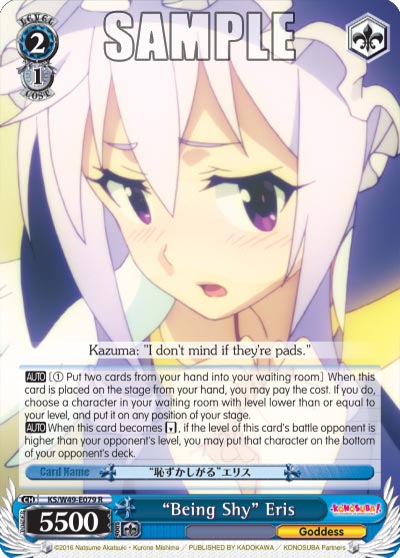 SAMPLE
LEVEL
2
1
COST
Kazuma: "I don't mind if they're pads."
AUTO [① Put two cards from your hand into your waiting room] When this
card is placed on the stage from your hand, you may pay the cost. If you do,
choose a character in your waiting room with level lower than or equal to
your level, and put it on any position of your stage.
AUTO When this card becomes [▼], if the level of this card's battle opponent is
higher than your opponent's level, you may put that character on the bottom
of your opponent's deck.
Card Name "恥ずかしがる"エリス
CH KS/W49-E079 R
POWER 5500 SOUL "Being Shy" Eris KONOSUBA!
Goddess
©2016 Natsume Akatsuki・Kurone Mishima / PUBLISHED BY KADOKAWA / KONOSUBA Partners